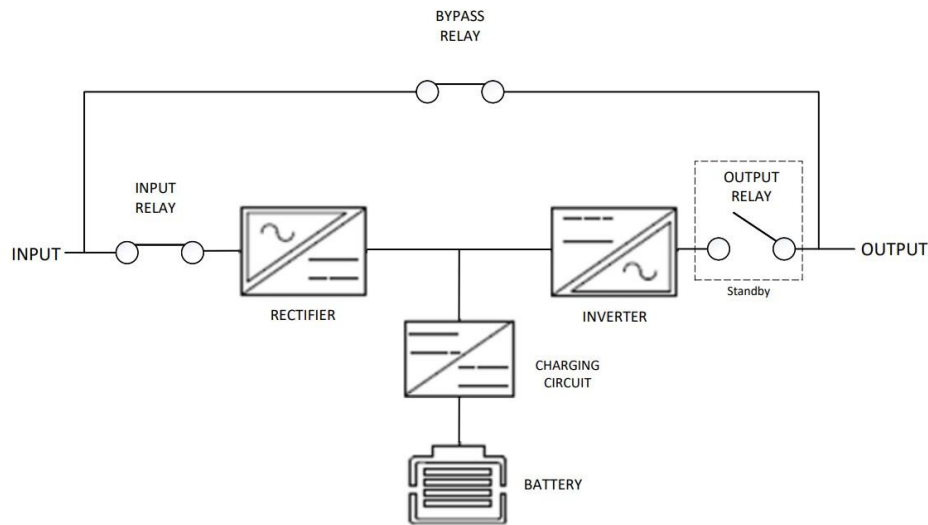 BYPASS
RELAY
INPUT
RELAY
OUTPUT
RELAY
INPUT
OUTPUT
Standby
RECTIFIER
INVERTER
CHARGING
CIRCUIT
BATTERY